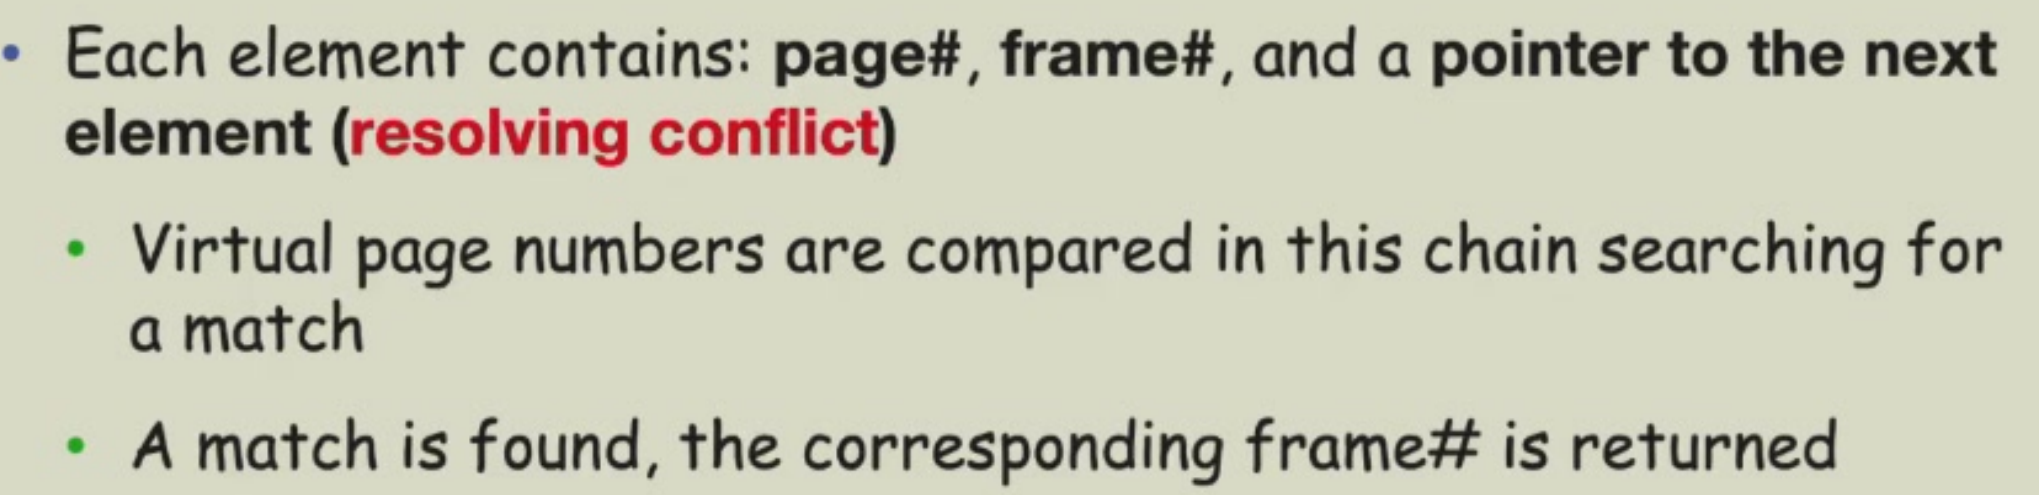 • Each element contains: page#, frame#, and a pointer to the next
element (resolving conflict)
• Virtual page numbers are compared in this chain searching for
a match
• A match is found, the corresponding frame# is returned